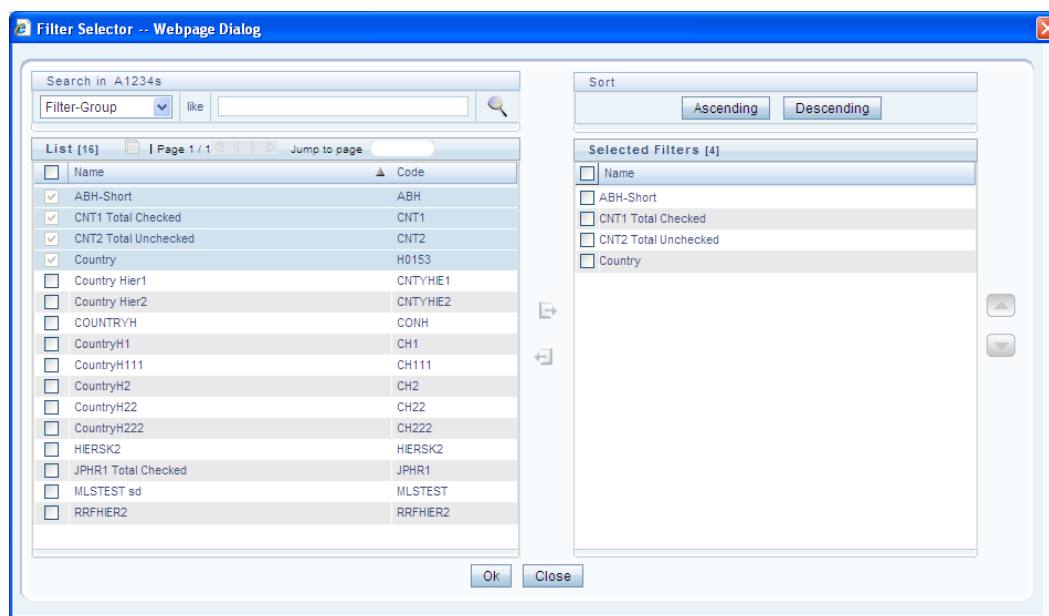 Filter Selector -- Webpage Dialog
Search in A1234s
Filter-Group like
Sort
Ascending Descending
List [16] | Page 1 / 1 Jump to page
Name Code
ABH-Short ABH
CNT1 Total Checked CNT1
CNT2 Total Unchecked CNT2
Country H0153
Country Hier1 CNTYHIE1
Country Hier2 CNTYHIE2
COUNTRYH CONH
CountryH1 CH1
CountryH111 CH111
CountryH2 CH2
CountryH22 CH22
CountryH222 CH222
HIERSK2 HIERSK2
JPHR1 Total Checked JPHR1
MLSTEST sd MLSTEST
RRFHIER2 RRFHIER2
Selected Filters [4]
Name
ABH-Short
CNT1 Total Checked
CNT2 Total Unchecked
Country
Ok Close